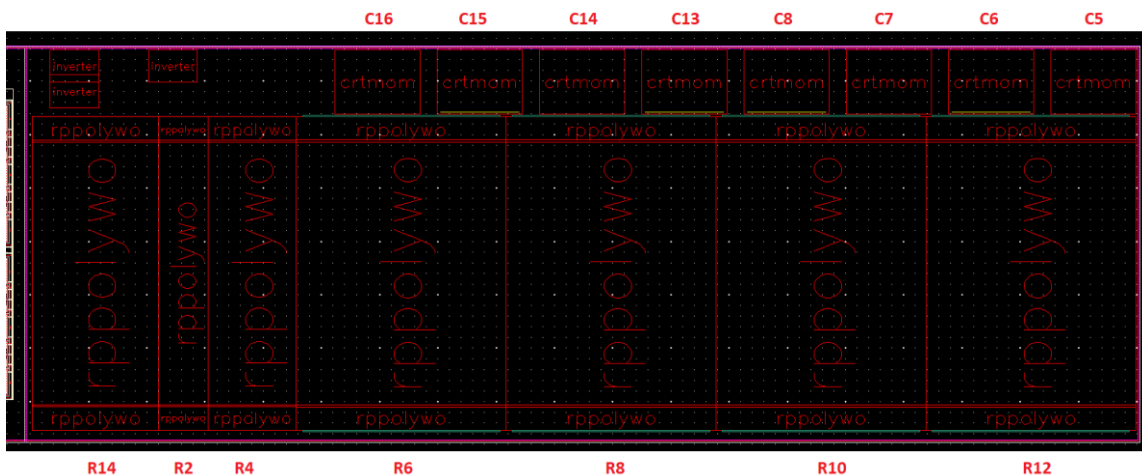 C16 C15 C14 C13 C8 C7 C6 C5
inverter inverter crtmom crtmom crtmom crtmom crtmom crtmom crtmom crtmom
inverter
rppolywo rppolywo rppolywo rppolywo rppolywo rppolywo rppolywo
rppolywo rppolywo rppolywo rppolywo rppolywo rppolywo rppolywo
rppolywo rppolywo rppolywo rppolywo rppolywo rppolywo rppolywo
R14 R2 R4 R6 R8 R10 R12